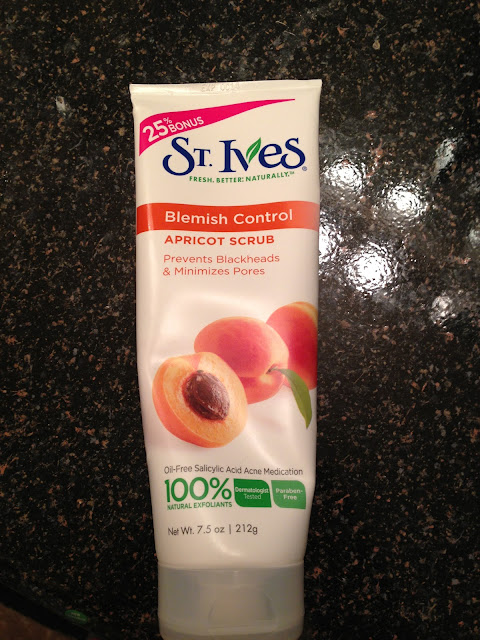 25% BONUS
ST. IVES®
FRESH. BETTER. NATURALLY.™
Blemish Control
APRICOT SCRUB
Prevents Blackheads
& Minimizes Pores
Oil-Free Salicylic Acid Acne Medication
100%
NATURAL EXFOLIANTS
Dermatologist
Tested
Paraben-
Free
Net Wt. 7.5 oz | 212g